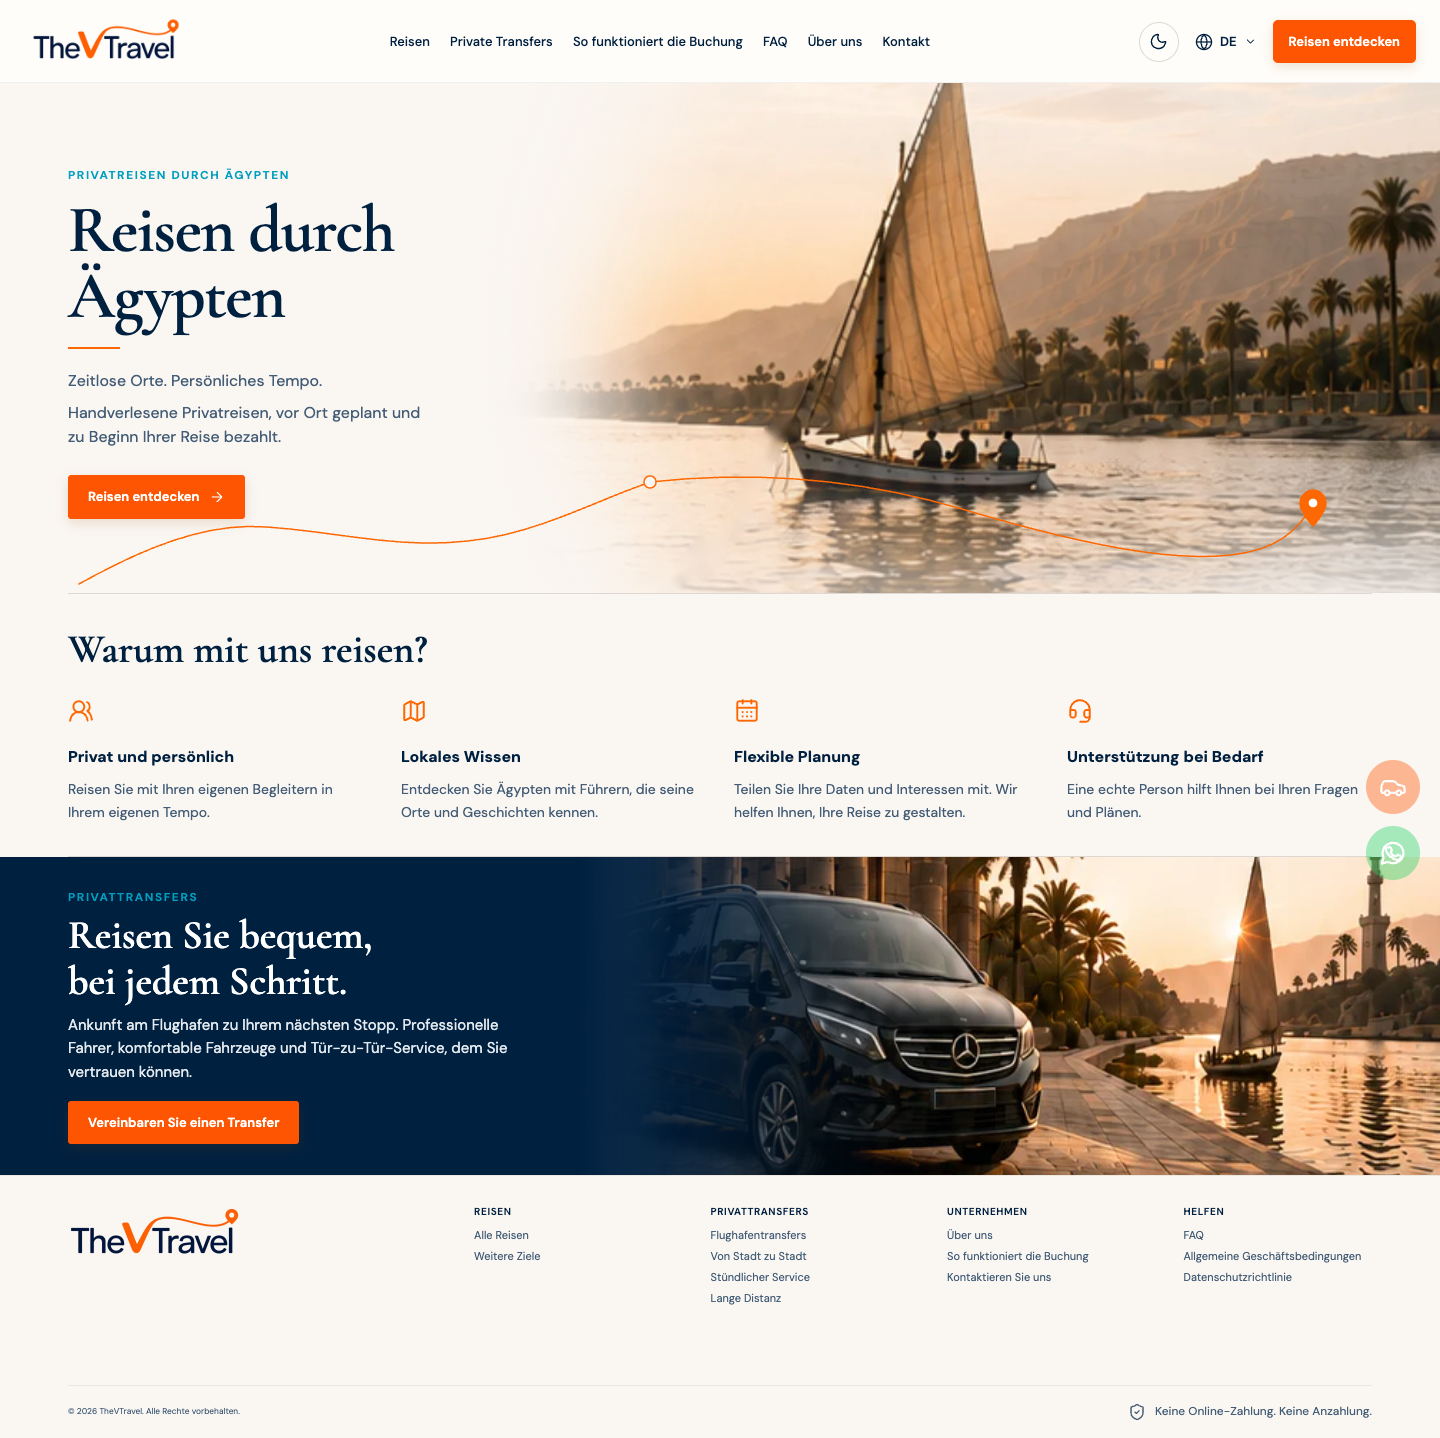 TheVTravel
Reisen
Private Transfers
So funktioniert die Buchung
FAQ
Über uns
Kontakt
DE
Reisen entdecken
PRIVATREISEN DURCH ÄGYPTEN
Reisen durch
Ägypten
Zeitlose Orte. Persönliches Tempo.
Handverlesene Privatreisen, vor Ort geplant und
zu Beginn Ihrer Reise bezahlt.
Reisen entdecken
Warum mit uns reisen?
Privat und persönlich
Reisen Sie mit Ihren eigenen Begleitern in
Ihrem eigenen Tempo.
Lokales Wissen
Entdecken Sie Ägypten mit Führern, die seine
Orte und Geschichten kennen.
Flexible Planung
Teilen Sie Ihre Daten und Interessen mit. Wir
helfen Ihnen, Ihre Reise zu gestalten.
Unterstützung bei Bedarf
Eine echte Person hilft Ihnen bei Ihren Fragen
und Plänen.
PRIVATTRANSFERS
Reisen Sie bequem,
bei jedem Schritt.
Ankunft am Flughafen zu Ihrem nächsten Stopp. Professionelle
Fahrer, komfortable Fahrzeuge und Tür-zu-Tür-Service, dem Sie
vertrauen können.
Vereinbaren Sie einen Transfer
TheVTravel
REISEN
Alle Reisen
Weitere Ziele
PRIVATTRANSFERS
Flughafentransfers
Von Stadt zu Stadt
Stündlicher Service
Lange Distanz
UNTERNEHMEN
Über uns
So funktioniert die Buchung
Kontaktieren Sie uns
HELFEN
FAQ
Allgemeine Geschäftsbedingungen
Datenschutzrichtlinie
© 2026 TheVTravel. Alle Rechte vorbehalten.
Keine Online-Zahlung. Keine Anzahlung.